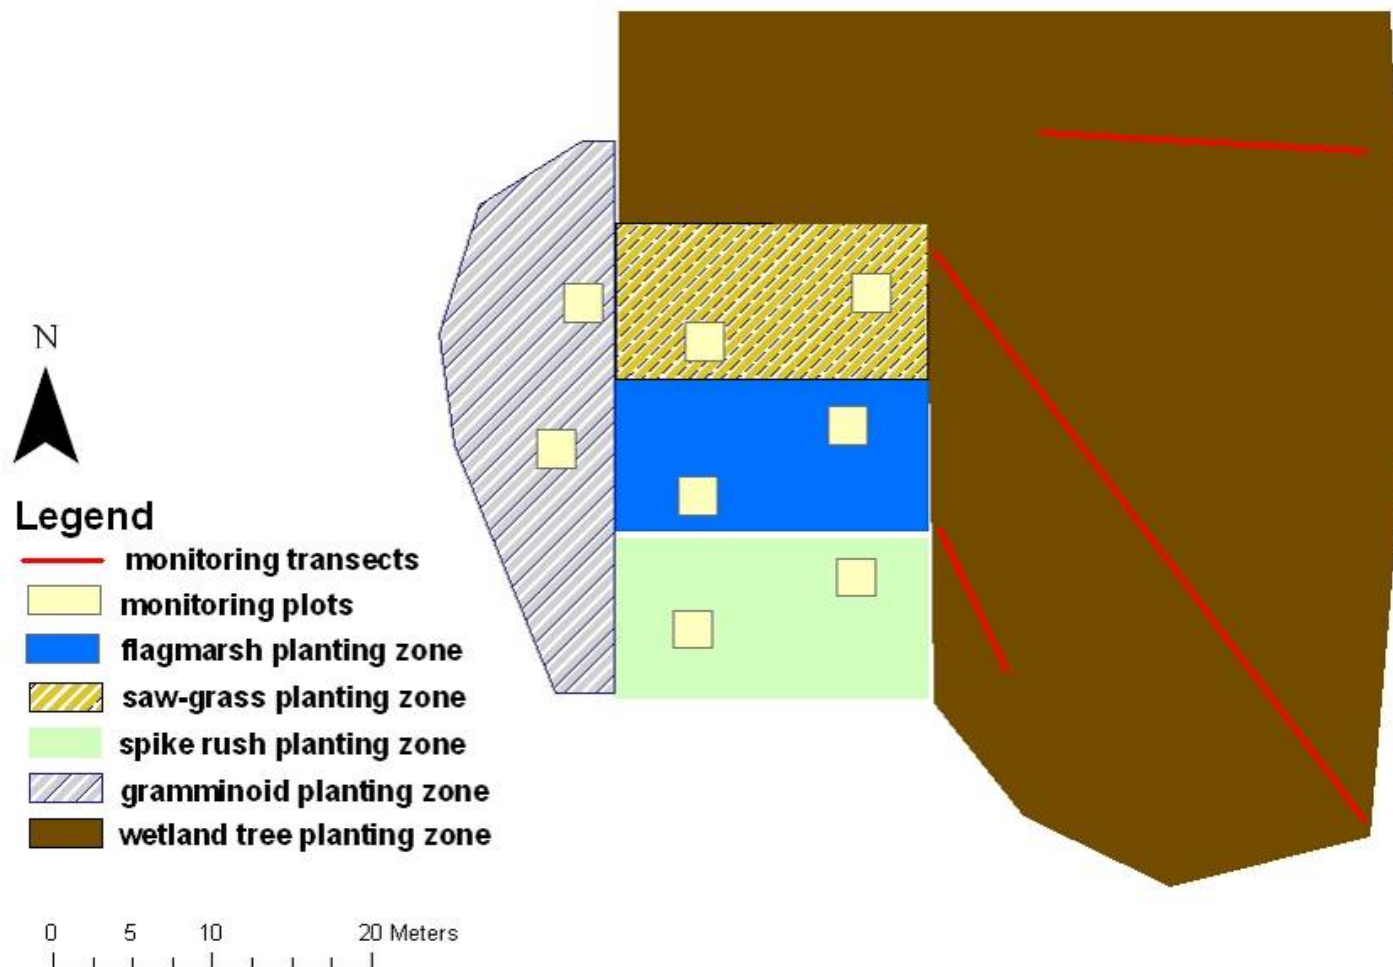 N
Legend
monitoring transects
monitoring plots
flagmarsh planting zone
saw-grass planting zone
spike rush planting zone
gramminoid planting zone
wetland tree planting zone
0 5 10 20 Meters